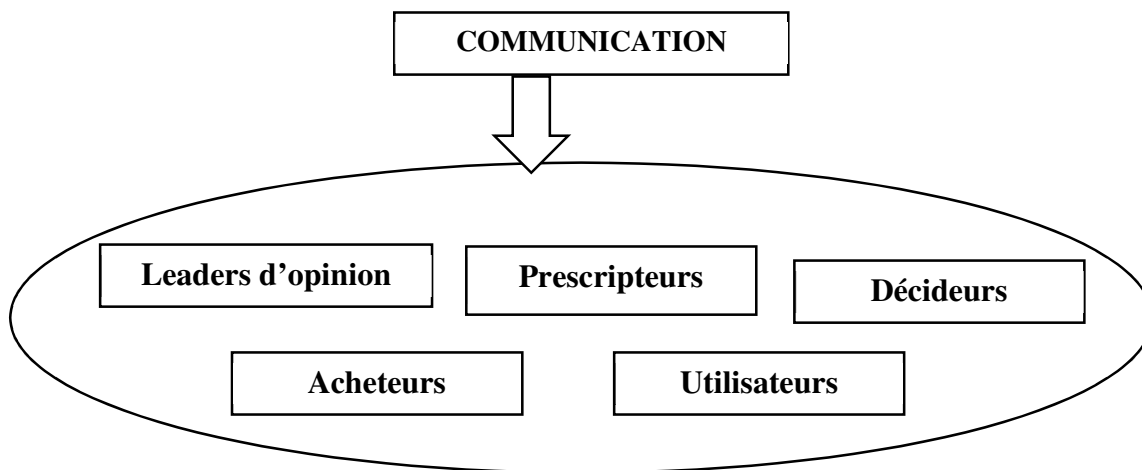 COMMUNICATION
Leaders d’opinion
Prescripteurs
Décideurs
Acheteurs
Utilisateurs